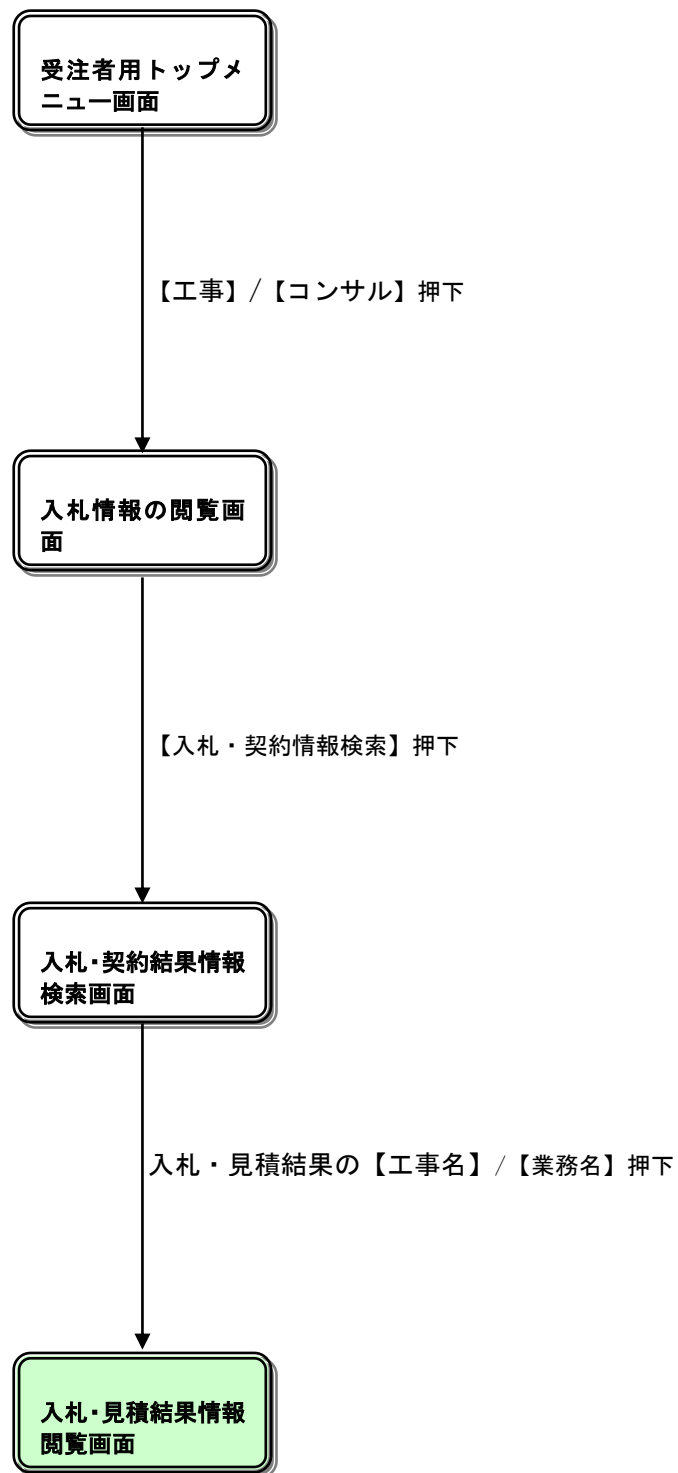 受注者用トップメ
ニュー画面
【工事】/【コンサル】押下
入札情報の閲覧画
面
【入札・契約情報検索】押下
入札・契約結果情報
検索画面
入札・見積結果の【工事名】/【業務名】押下
入札・見積結果情報
閲覧画面